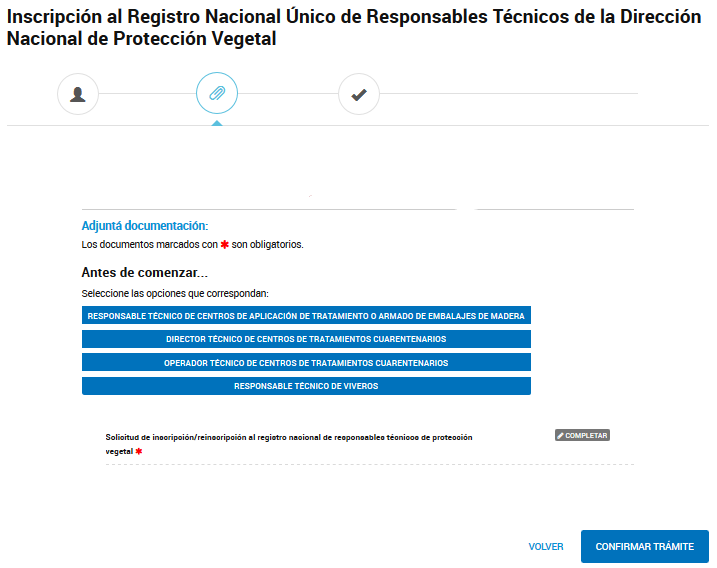 Inscripción al Registro Nacional Único de Responsables Técnicos de la Dirección
Nacional de Protección Vegetal
Adjuntá documentación:
Los documentos marcados con * son obligatorios.
Antes de comenzar...
Seleccione las opciones que correspondan:
RESPONSABLE TÉCNICO DE CENTROS DE APLICACIÓN DE TRATAMIENTO O ARMADO DE EMBALAJES DE MADERA
DIRECTOR TÉCNICO DE CENTROS DE TRATAMIENTOS CUARENTENARIOS
OPERADOR TÉCNICO DE CENTROS DE TRATAMIENTOS CUARENTENARIOS
RESPONSABLE TÉCNICO DE VIVEROS
Solicitud de inscripción/reinscripción al registro nacional de responsables técnicos de protección
vegetal *
COMPLETAR
VOLVER
CONFIRMAR TRÁMITE